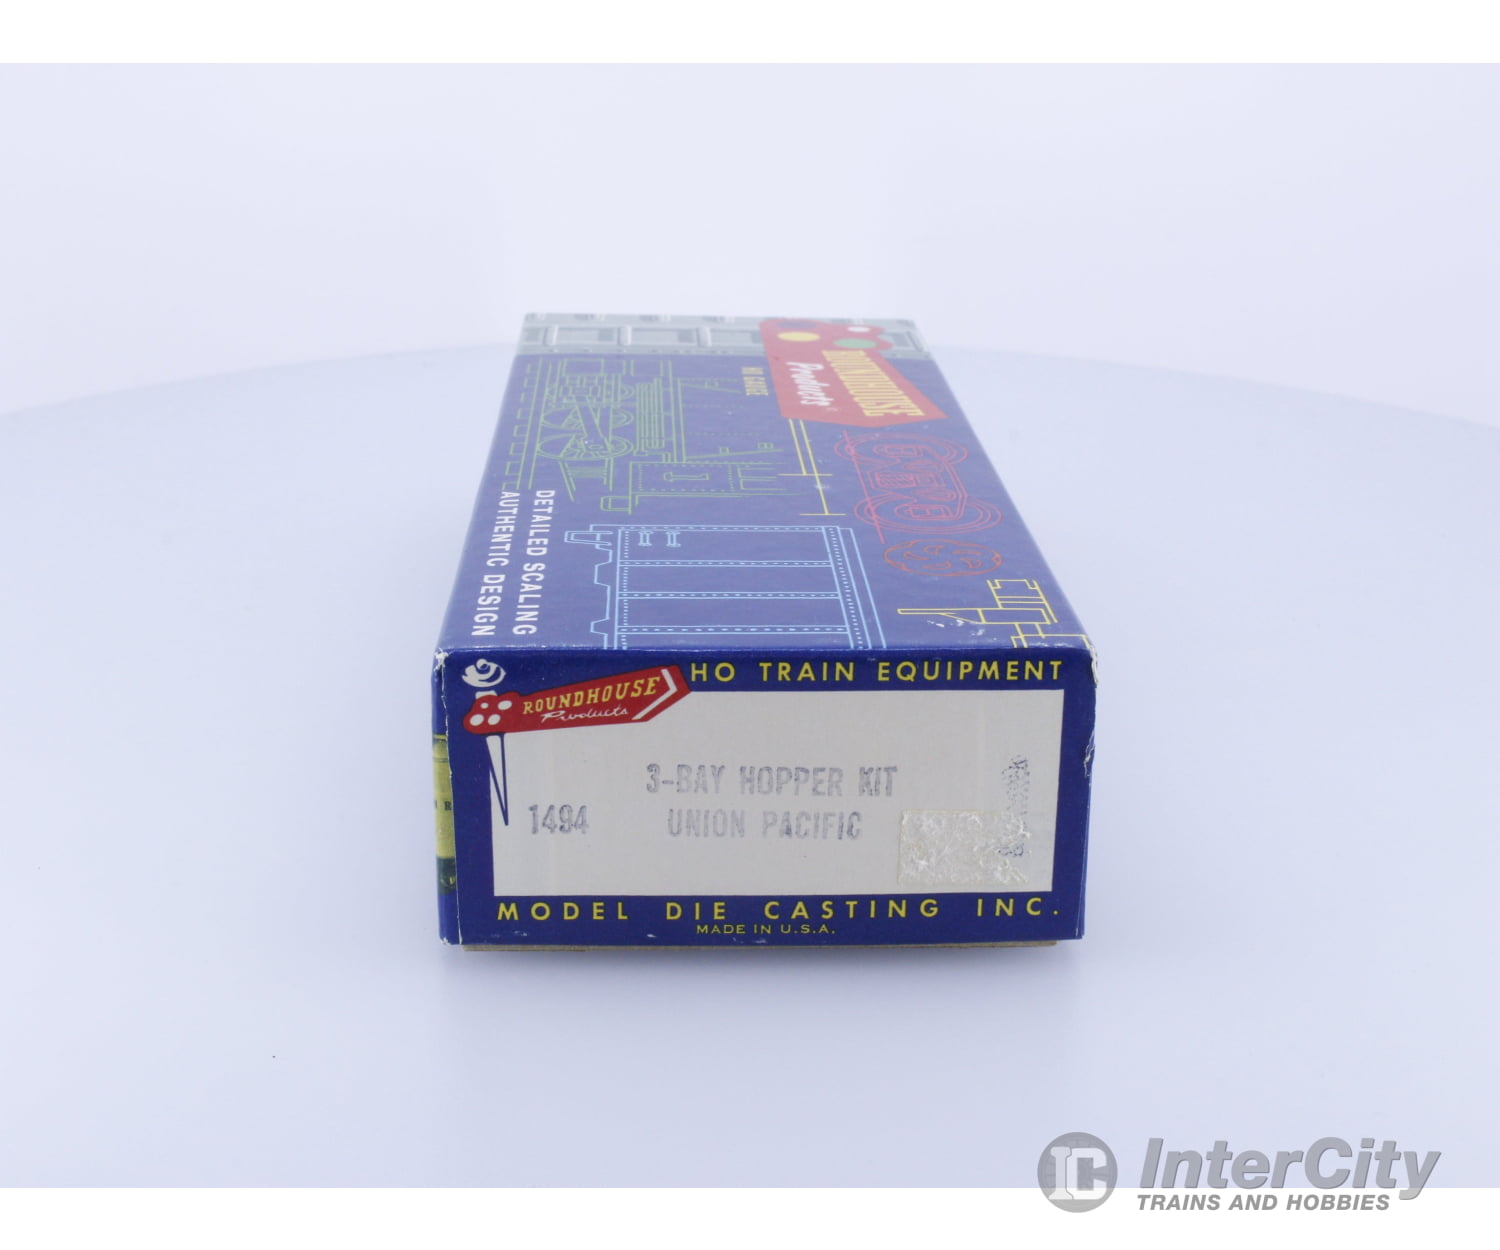 ROUNDHOUSE
Products
HO GAUGE
DETAILED SCALING
AUTHENTIC DESIGN
HO TRAIN EQUIPMENT
ROUNDHOUSE
Products
3-BAY HOPPER KIT
1494 UNION PACIFIC
MODEL DIE CASTING INC.
MADE IN U.S.A.
IC InterCity
TRAINS AND HOBBIES